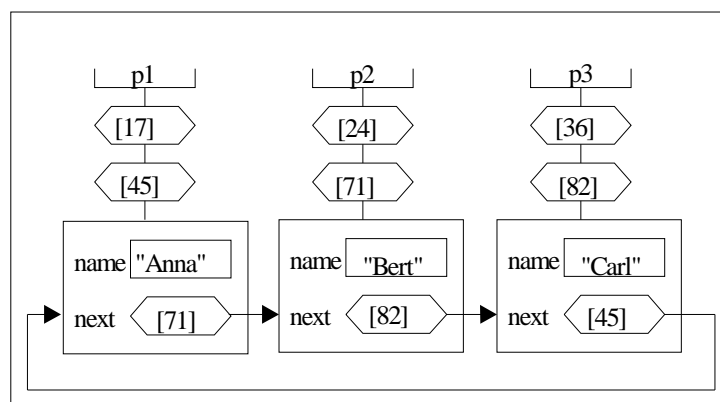 p1 p2 p3
[17] [24] [36]
[45] [71] [82]
name "Anna" name "Bert" name "Carl"
next [71] next [82] next [45]